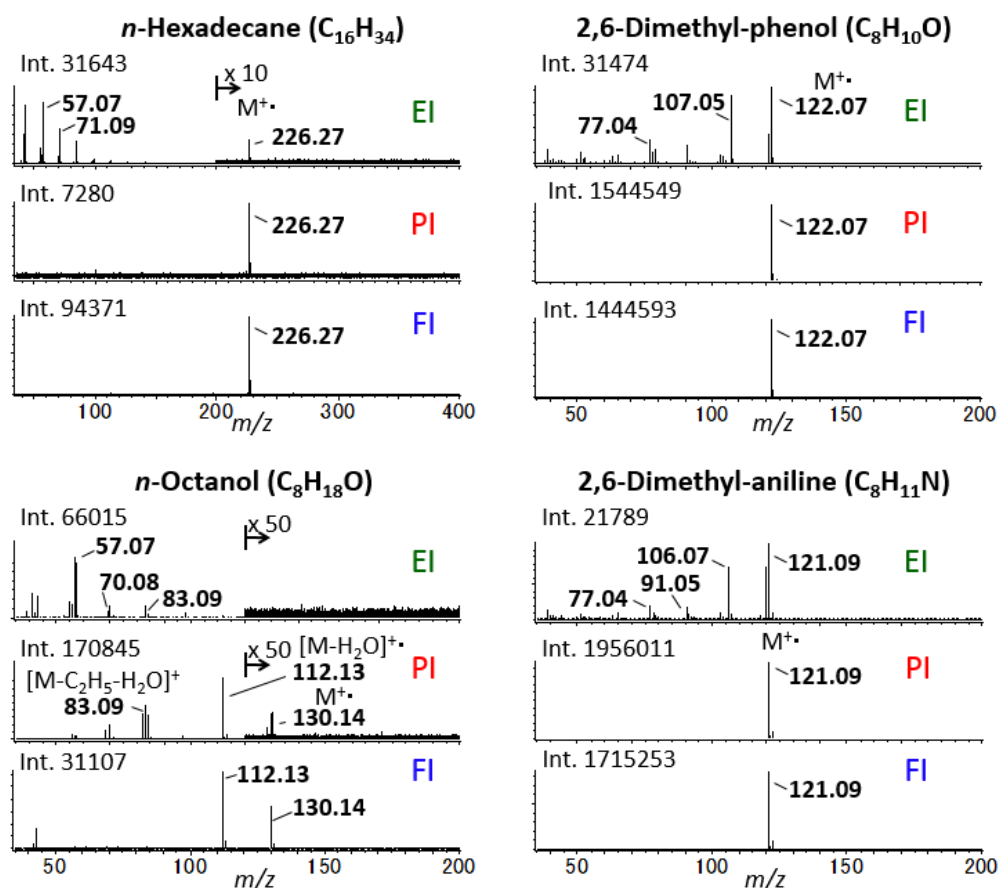 n-Hexadecane (C₁₆H₃₄)
Int. 31643
x 10
M⁺·
57.07
71.09
226.27
EI
Int. 7280
226.27
PI
Int. 94371
226.27
FI
100 200 300 400
m/z
2,6-Dimethyl-phenol (C₈H₁₀O)
Int. 31474
M⁺·
107.05
122.07
77.04
EI
Int. 1544549
122.07
PI
Int. 1444593
122.07
FI
50 100 150 200
m/z
n-Octanol (C₈H₁₈O)
Int. 66015
x 50
57.07
70.08
83.09
EI
Int. 170845
x 50
[M-H₂O]⁺·
[M-C₂H₅-H₂O]⁺
112.13
M⁺·
83.09
130.14
PI
Int. 31107
112.13
130.14
FI
50 100 150 200
m/z
2,6-Dimethyl-aniline (C₈H₁₁N)
Int. 21789
106.07
121.09
91.05
77.04
EI
M⁺·
Int. 1956011
121.09
PI
Int. 1715253
121.09
FI
50 100 150 200
m/z